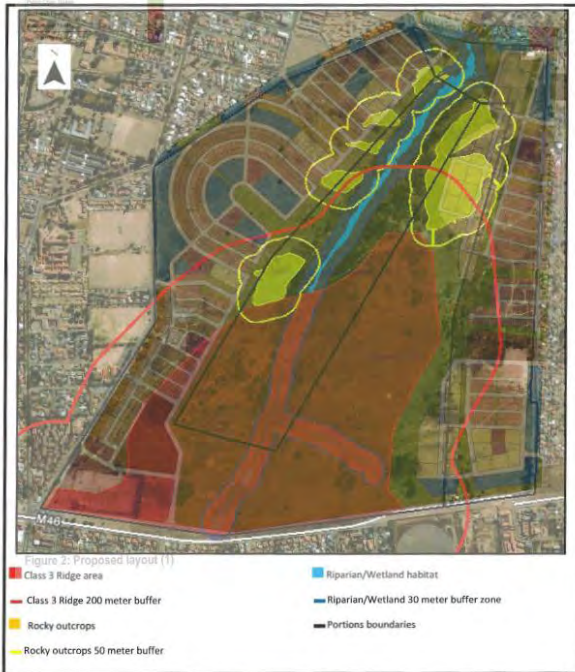 M46
Figure 2: Proposed layout (1)
Class 3 Ridge area
Class 3 Ridge 200 meter buffer
Rocky outcrops
Rocky outcrops 50 meter buffer
Riparian/Wetland habitat
Riparian/Wetland 30 meter buffer zone
Portions boundaries